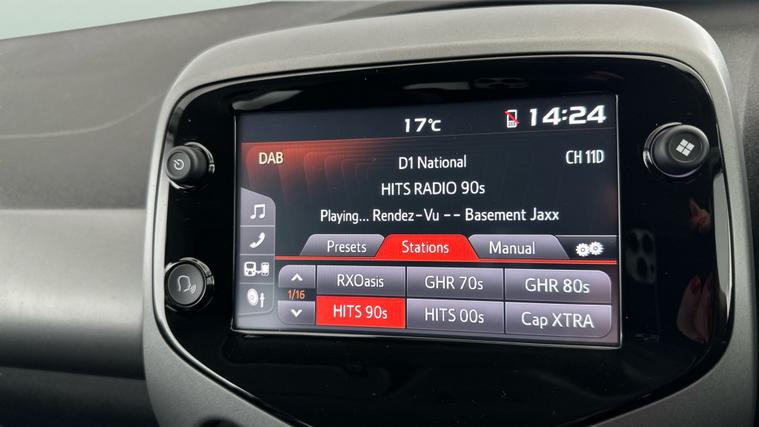 17°C
14:24
DAB
D1 National
CH 11D
HITS RADIO 90s
Playing... Rendez-Vu -- Basement Jaxx
Presets Stations Manual
RXOasis GHR 70s GHR 80s
1/16
HITS 90s HITS 00s Cap XTRA